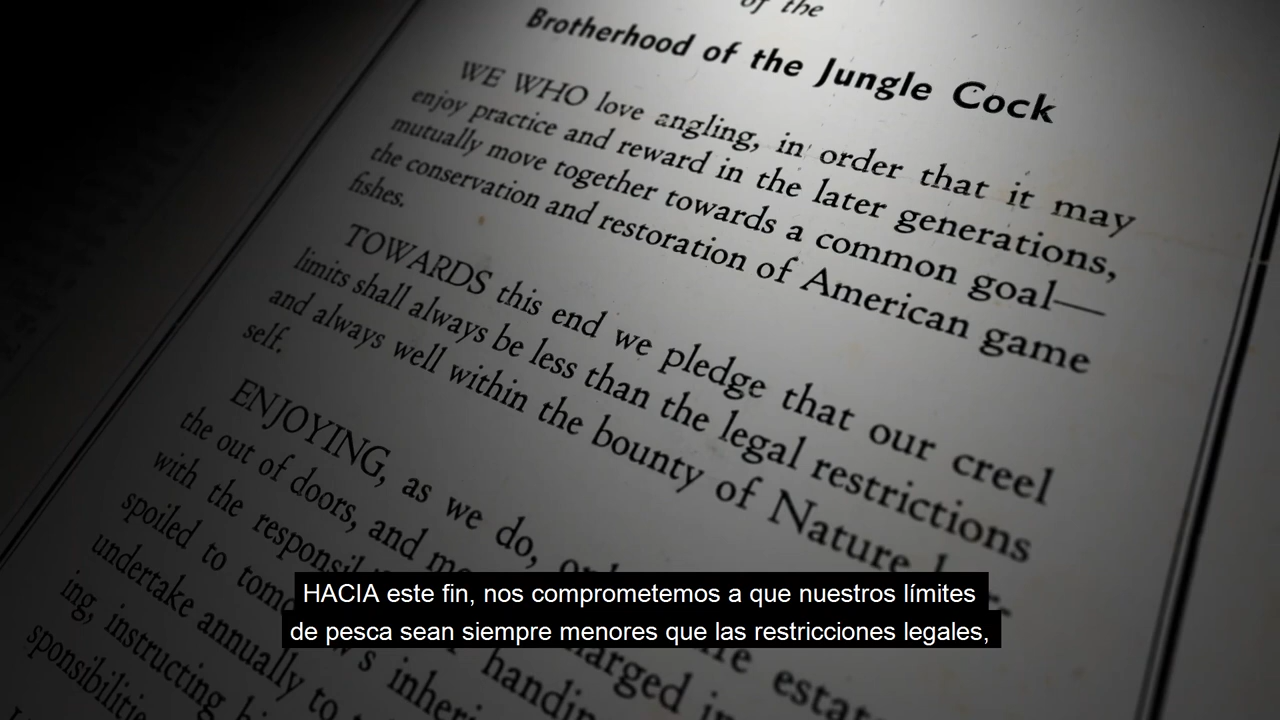 of the
Brotherhood of the Jungle Cock
WE WHO love angling, in order that it may
enjoy practice and reward in the later generations,
mutually move together towards a common goal—
the conservation and restoration of American game
fishes.
TOWARDS this end we pledge that our creel
limits shall always be less than the legal restrictions
and always well within the bounty of Nature
self.
ENJOYING, as we do,
the out of doors, and
with the
spoiled to
undertake annually to
ing, instructing
HACIA este fin, nos comprometemos a que nuestros límites
de pesca sean siempre menores que las restricciones legales,